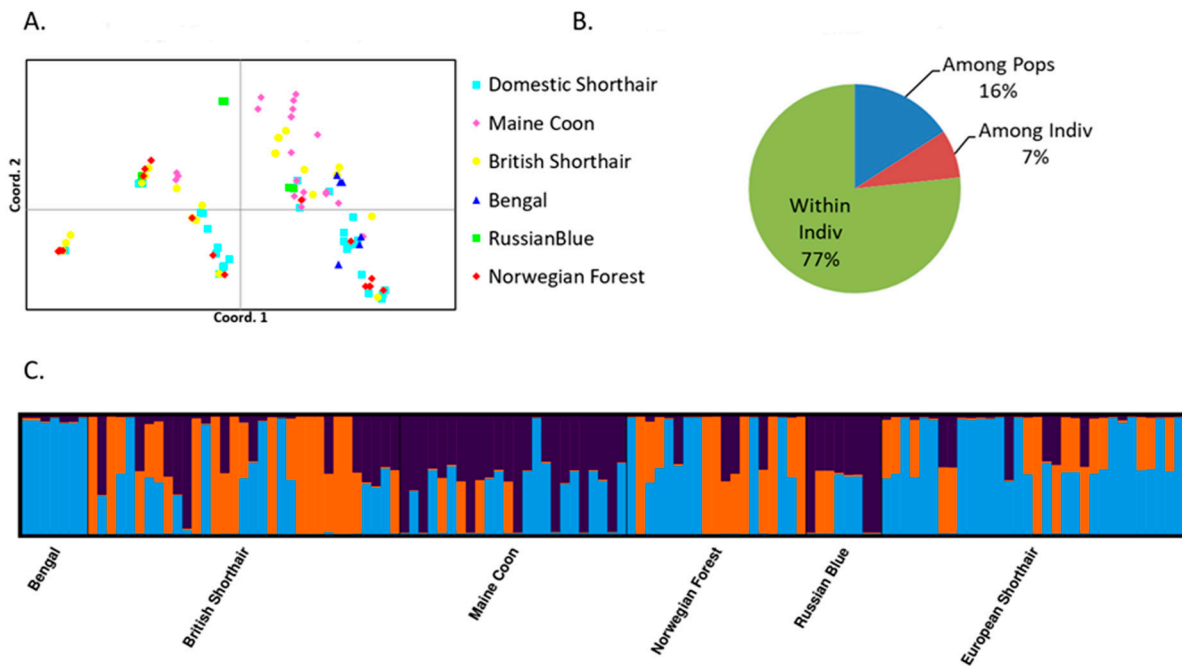 A.
B.
Coord. 2
Coord. 1
Domestic Shorthair
Maine Coon
British Shorthair
Bengal
RussianBlue
Norwegian Forest
Among Pops
16%
Among Indiv
7%
Within
Indiv
77%
C.
Bengal
British Shorthair
Maine Coon
Norwegian Forest
Russian Blue
European Shorthair